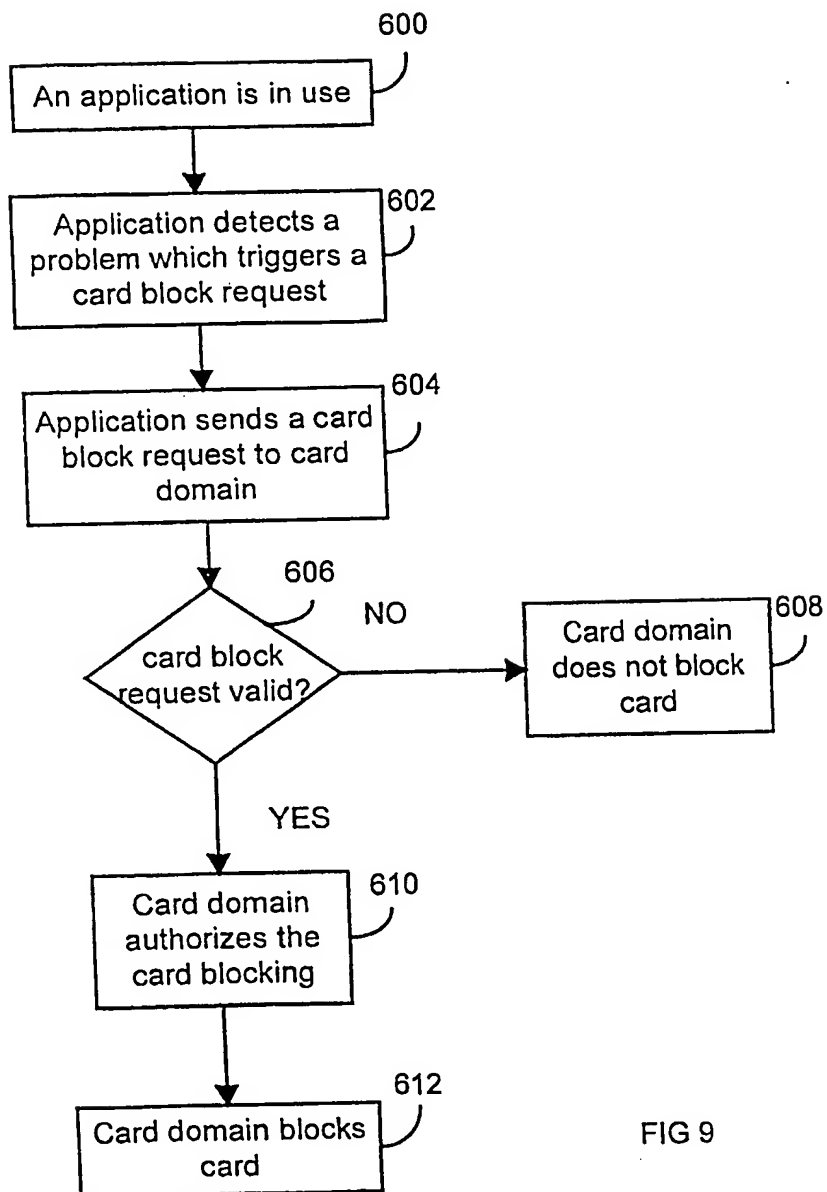 600
An application is in use
602
Application detects a
problem which triggers a
card block request
604
Application sends a card
block request to card
domain
606
NO
card block
request valid?
608
Card domain
does not block
card
YES
610
Card domain
authorizes the
card blocking
612
Card domain blocks
card
FIG 9